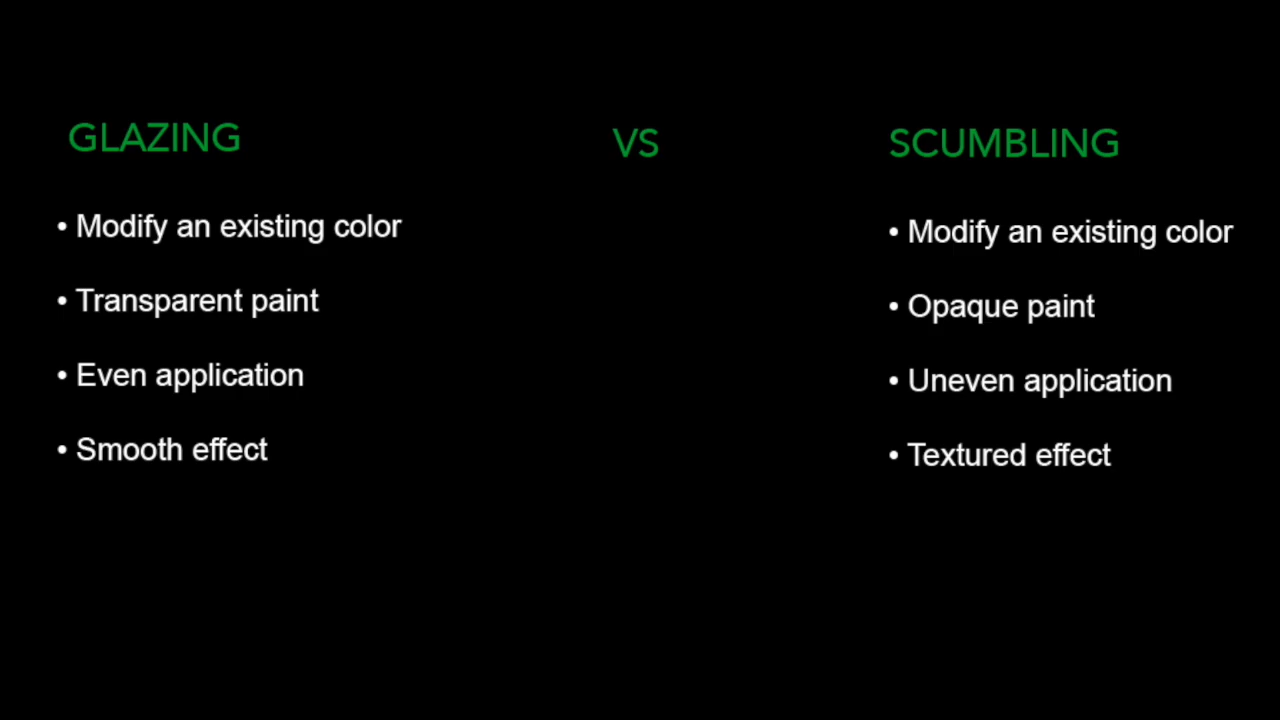 GLAZING
VS
SCUMBLING
• Modify an existing color
• Transparent paint
• Even application
• Smooth effect
• Modify an existing color
• Opaque paint
• Uneven application
• Textured effect